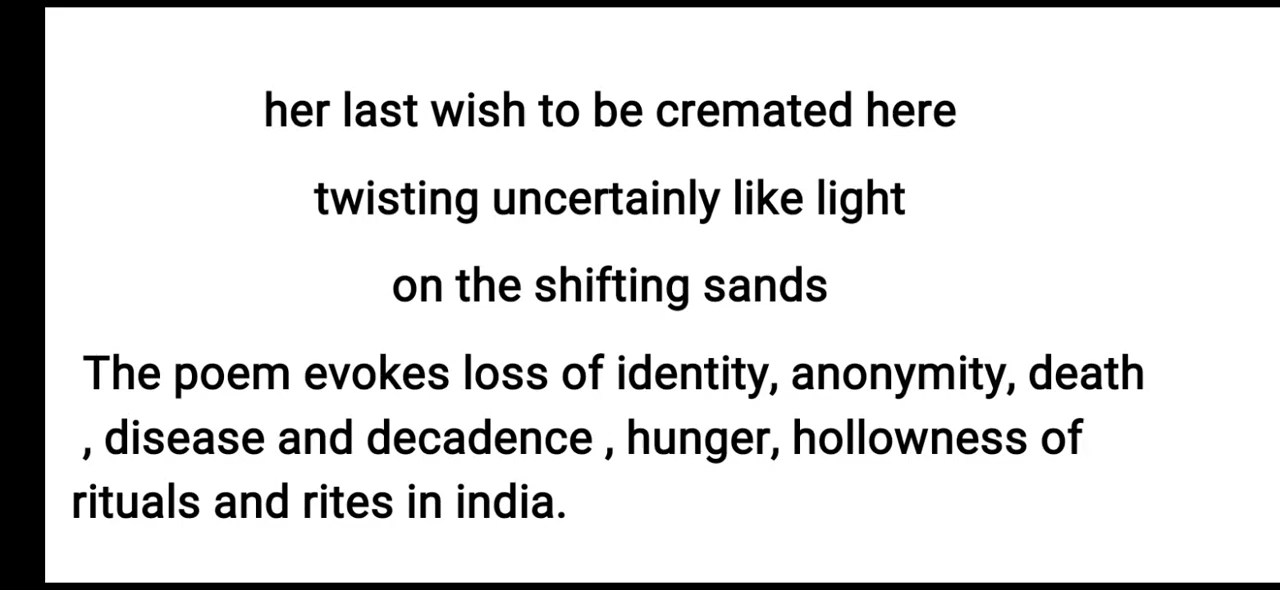 her last wish to be cremated here
twisting uncertainly like light
on the shifting sands
The poem evokes loss of identity, anonymity, death
, disease and decadence , hunger, hollowness of
rituals and rites in india.